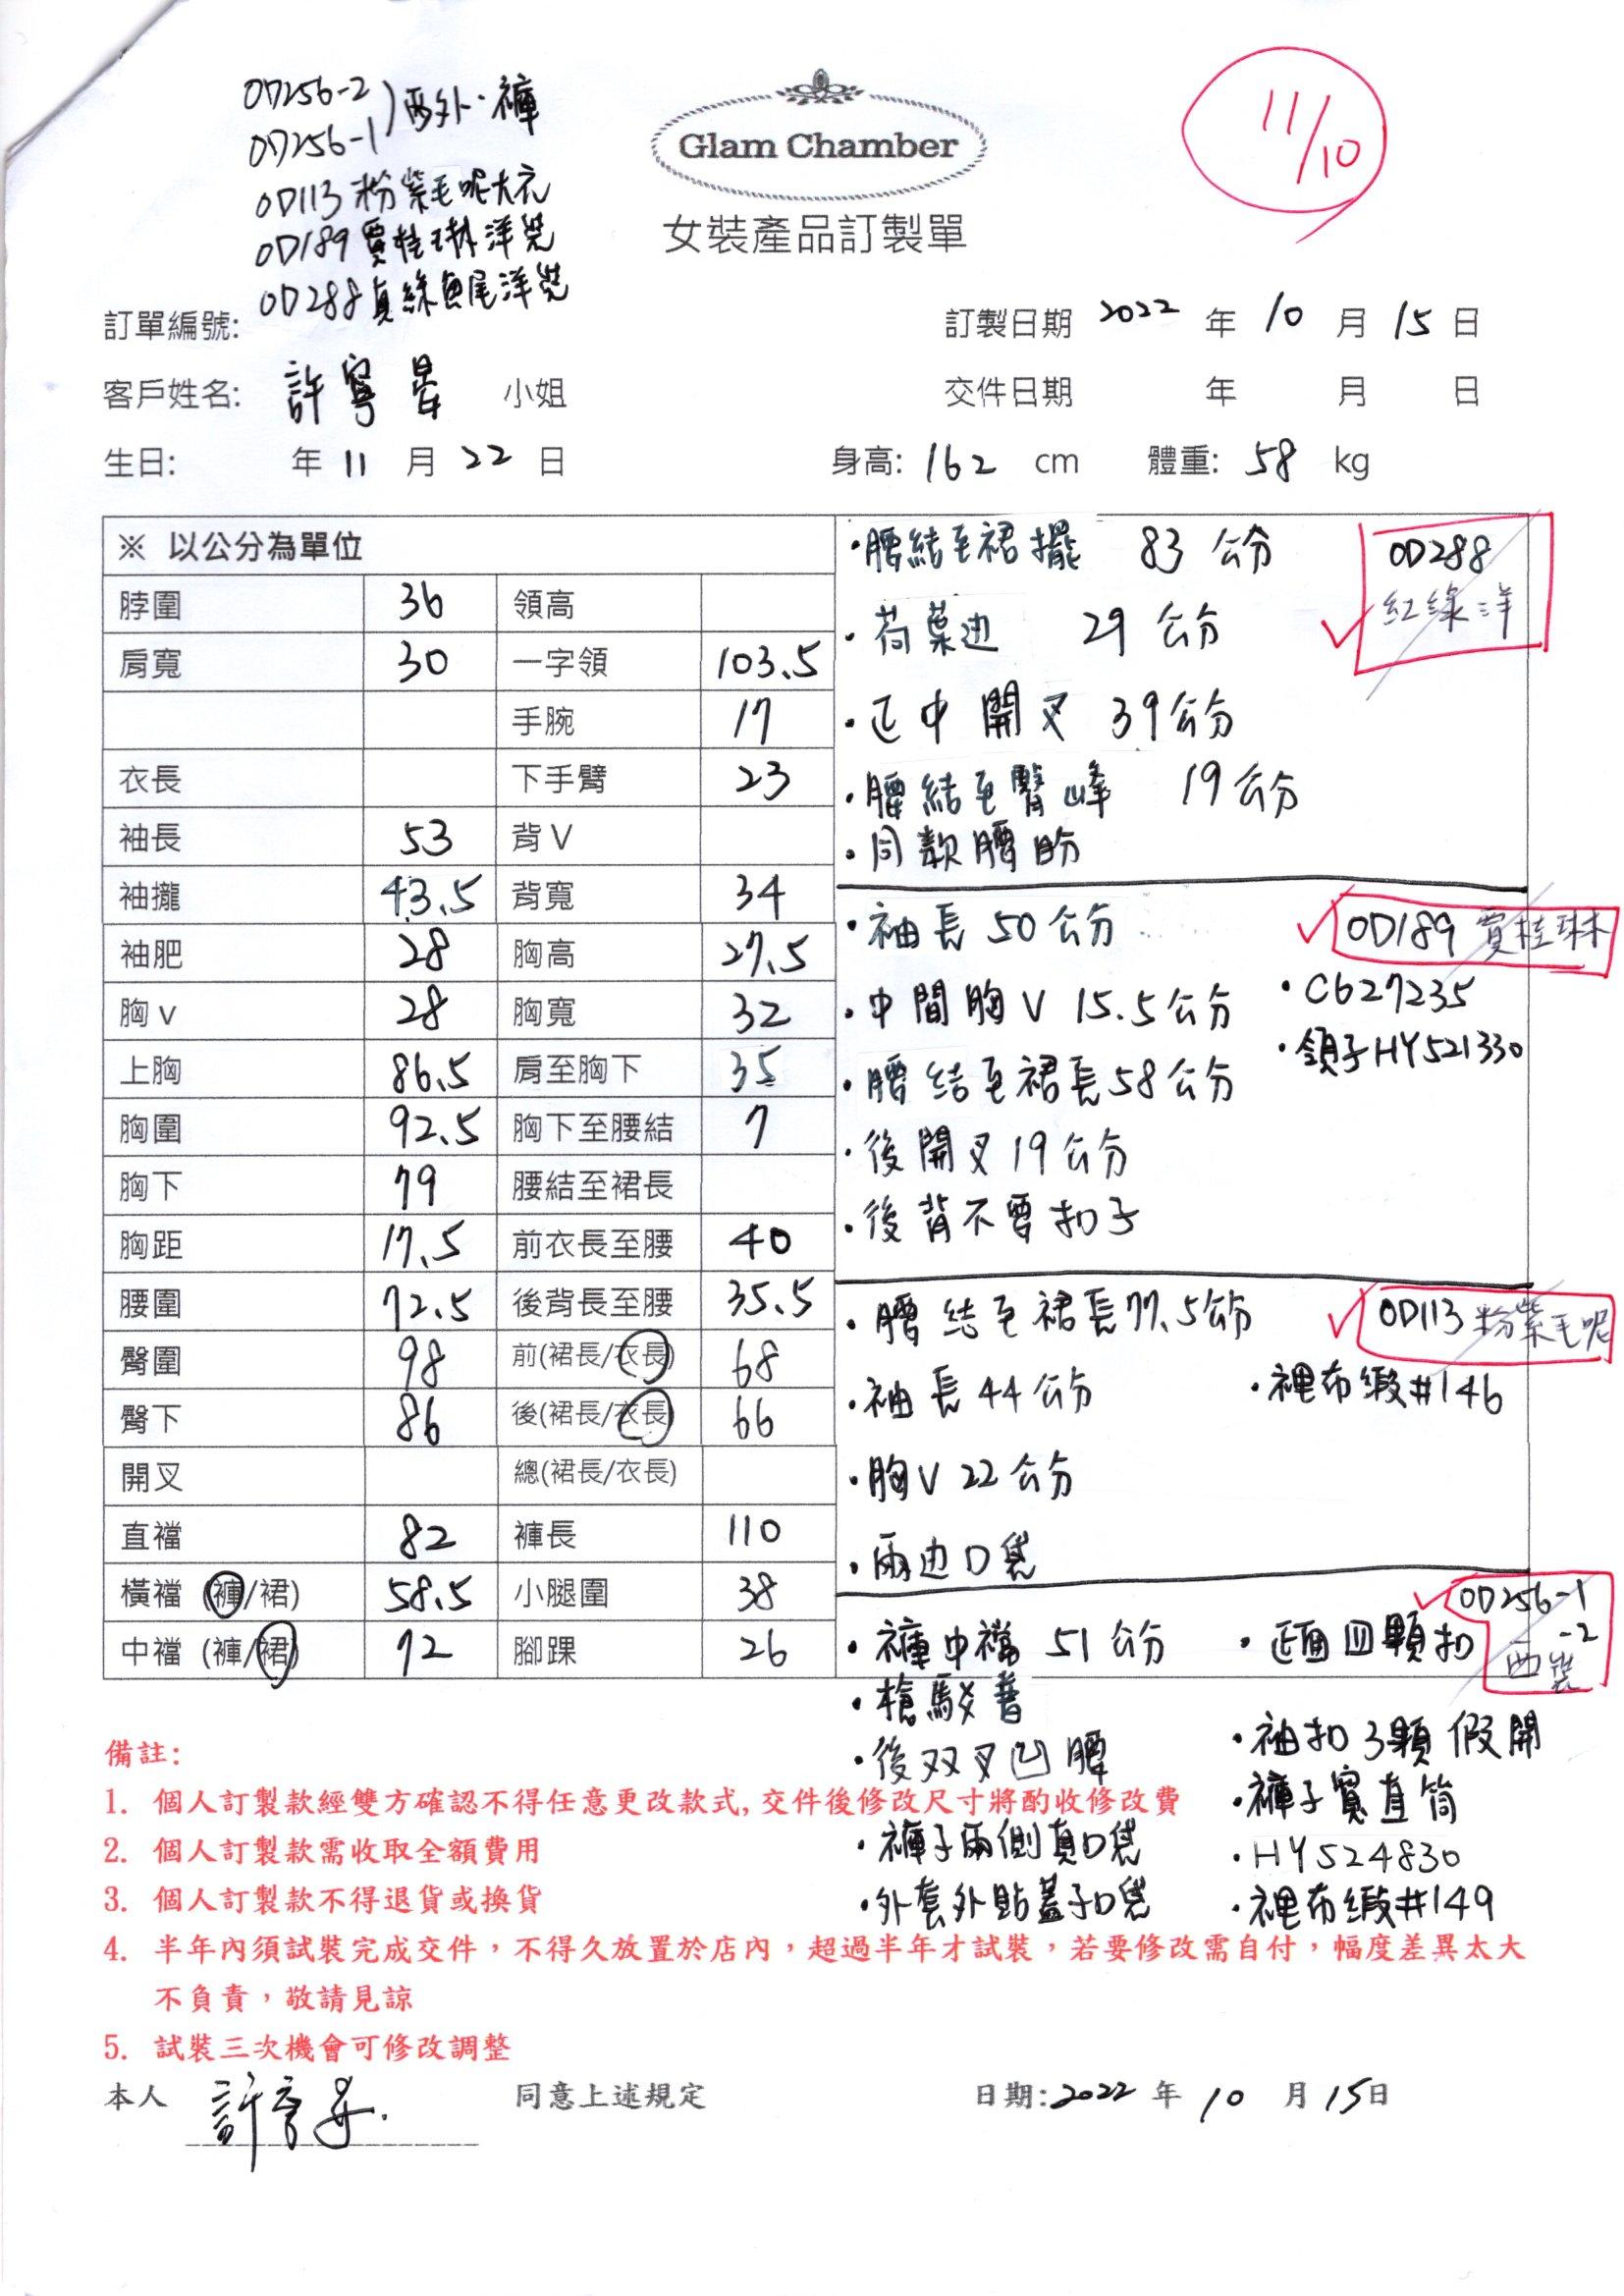 OD256-2
OD256-1 ) 西外.褲
OD113 粉紫毛呢大衣
OD189 賈桂琳洋裝
OD288 真絲魚尾洋裝
Glam Chamber
女裝產品訂製單
11/10
訂單編號:
訂製日期 2022 年 10 月 15 日
客戶姓名: 許寧 小姐
交件日期 年 月 日
生日: 年 11 月 22 日
身高: 162 cm 體重: 58 kg
※ 以公分為單位
脖圍 36 領高
肩寬 30 一字領 103.5
手腕 17
衣長 下手臂 23
袖長 53 背V
袖攏 43.5 背寬 34
袖肥 28 胸高 27.5
胸v 28 胸寬 32
上胸 86.5 肩至胸下 35
胸圍 92.5 胸下至腰結 7
胸下 79 腰結至裙長
胸距 17.5 前衣長至腰 40
腰圍 72.5 後背長至腰 35.5
臀圍 98 前(裙長/衣長) 68
臀下 86 後(裙長/衣長) 66
開叉 總(裙長/衣長)
直襠 82 褲長 110
橫襠 (褲/裙) 58.5 小腿圍 38
中襠 (褲/裙) 72 腳踝 26
·腰結至裙擺 83 公分
OD288
紅綠洋
·荷葉边 29 公分
·正中開叉 39公分
·腰結至臀峰 19公分
·同款腰
·袖長 50公分
OD189 賈桂琳
·中間胸V 15.5公分
·C627235
·領子HY521330
·腰結至裙長58公分
·後開叉19公分
·後背不要扣子
·腰結至裙長77.5公分
OD113 粉紫毛呢
·袖長44公分
·裡布緞#146
·胸V 22公分
·兩边口袋
OD256-1
-2
西裝
·褲中襠 51公分
·正面四顆扣
·槍駁
·袖扣3顆假開
·後双叉凹腰
·褲子寬直筒
·褲子兩側真口袋
·HY524830
·外套外貼蓋子口袋
·裡布緞#149
備註:
1. 個人訂製款經雙方確認不得任意更改款式,交件後修改尺寸將酌收修改費
2. 個人訂製款需收取全額費用
3. 個人訂製款不得退貨或換貨
4. 半年內須試裝完成交件,不得久放置於店內,超過半年才試裝,若要修改需自付,幅度差異太大
不負責,敬請見諒
5. 試裝三次機會可修改調整
本人 許 同意上述規定
日期:2022 年 10 月 15日